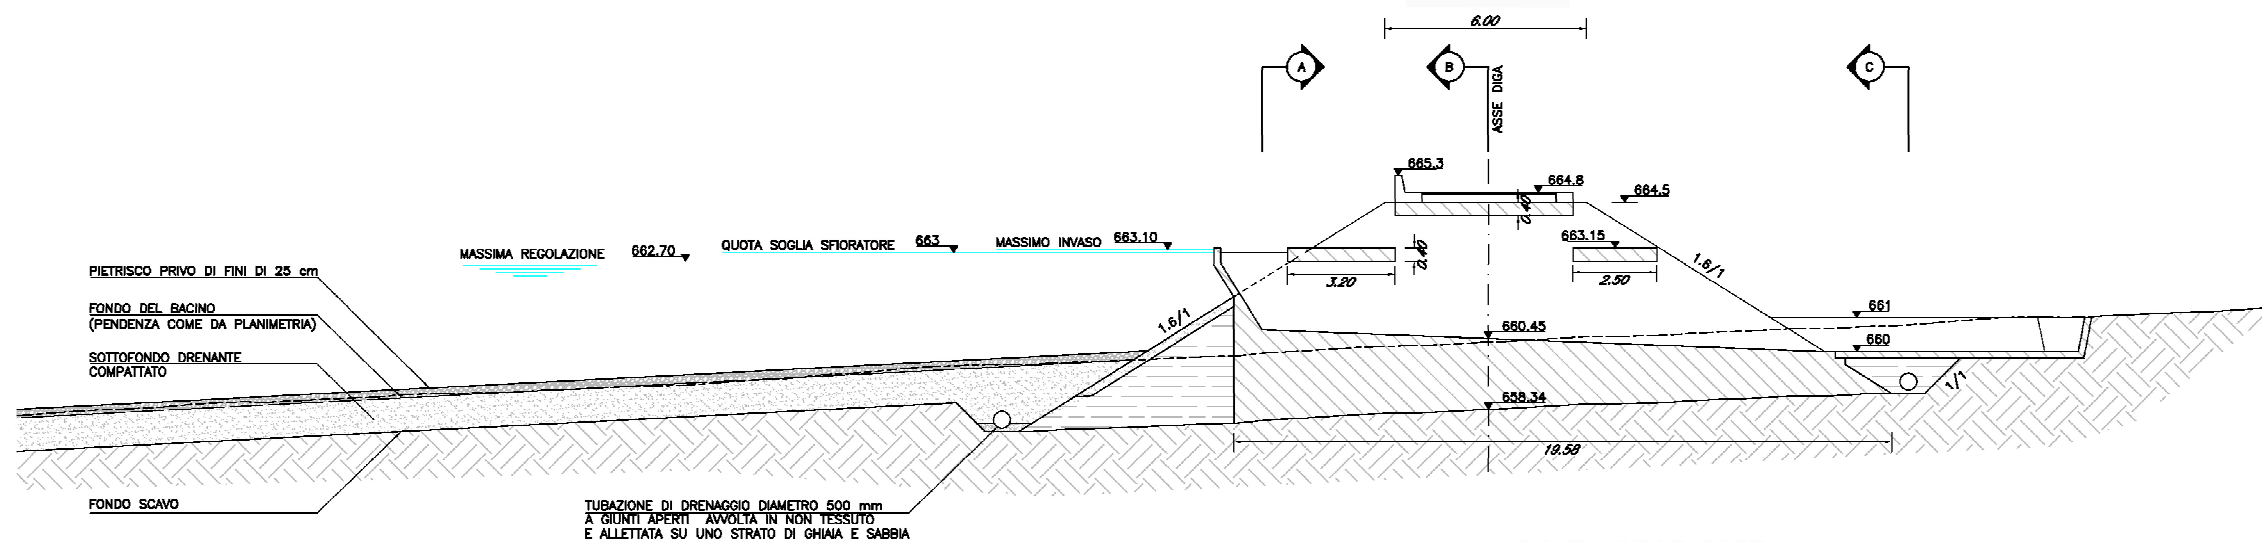 6.00
A
B
C
ASSE DIGA
665.3
664.8
664.5
0.40
MASSIMA REGOLAZIONE
662.70
QUOTA SOGLIA SFIORATORE
663
MASSIMO INVASO
663.10
663.15
0.40
3.20
2.50
1.6/1
1.6/1
PIETRISCO PRIVO DI FINI DI 25 cm
FONDO DEL BACINO
(PENDENZA COME DA PLANIMETRIA)
SOTTOFONDO DRENANTE
COMPATTATO
661
660.45
660
1/1
658.34
19.58
FONDO SCAVO
TUBAZIONE DI DRENAGGIO DIAMETRO 500 mm
A GIUNTI APERTI AVVOLTA IN NON TESSUTO
E ALLETTATA SU UNO STRATO DI GHIAIA E SABBIA